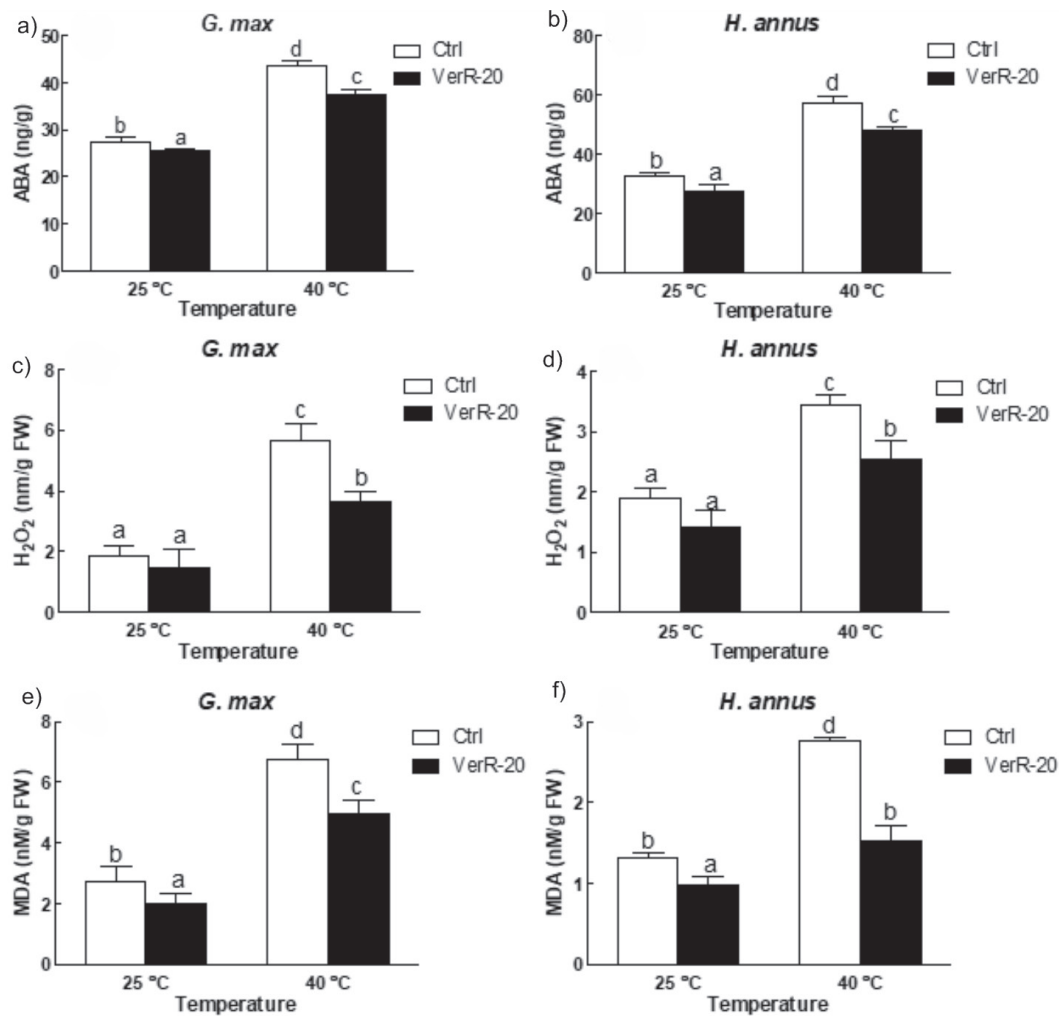 a)
G. max
50
40
30
20
10
0
ABA (ng/g)
b
a
d
c
Ctrl
VerR-20
25 °C
40 °C
Temperature
b)
H. annus
80
60
40
20
0
ABA (ng/g)
b
a
d
c
Ctrl
VerR-20
25 °C
40 °C
Temperature
c)
G. max
8
6
4
2
0
H₂O₂ (nm/g FW)
a
a
c
b
Ctrl
VerR-20
25 °C
40 °C
Temperature
d)
H. annus
4
3
2
1
0
H₂O₂ (nm/g FW)
a
a
c
b
Ctrl
VerR-20
25 °C
40 °C
Temperature
e)
G. max
8
6
4
2
0
MDA (nM/g FW)
b
a
d
c
Ctrl
VerR-20
25 °C
40 °C
Temperature
f)
H. annus
3
2
1
0
MDA (nM/g FW)
b
a
d
b
Ctrl
VerR-20
25 °C
40 °C
Temperature